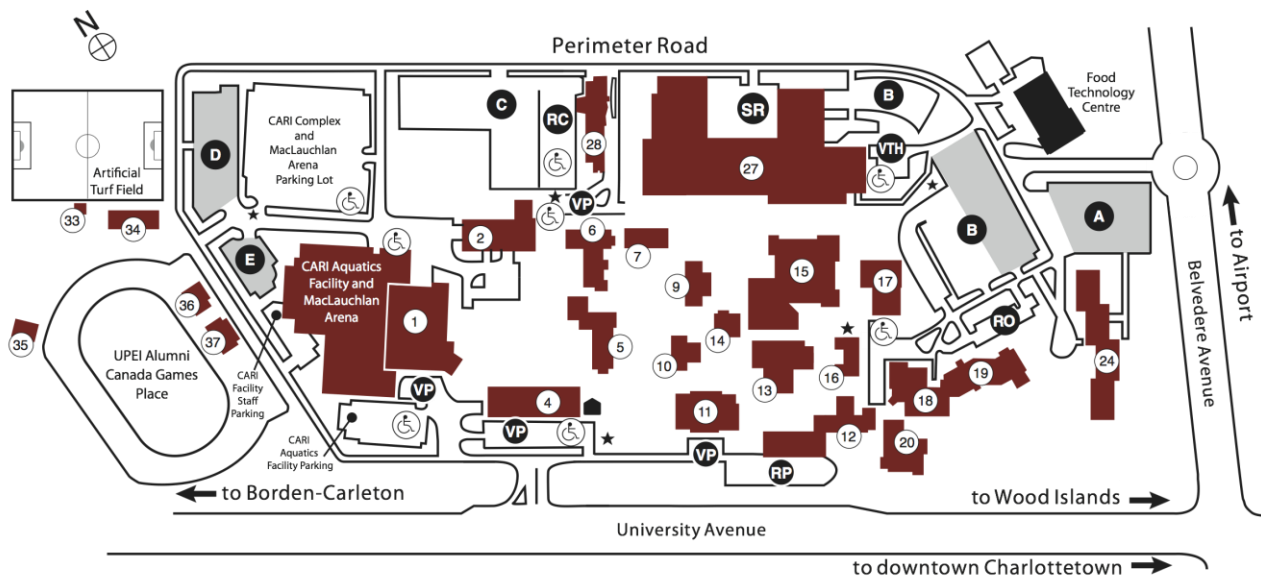 N
Perimeter Road
Food
Technology
Centre
C
RC
SR
B
D
CARI Complex
and
MacLauchlan
Arena
Parking Lot
28
VTH
27
Artificial
Turf Field
A
33
34
VP
6
2
7
B
E
CARI Aquatics
Facility and
MacLauchlan
Arena
15
17
9
to Airport
Belvedere Avenue
36
37
35
1
14
RO
5
UPEI Alumni
Canada Games
Place
10
16
24
19
13
CARI
Facility
Staff
Parking
VP
4
18
11
12
20
CARI
Aquatics
Facility Parking
VP
VP
RP
to Borden-Carleton
to Wood Islands
University Avenue
to downtown Charlottetown